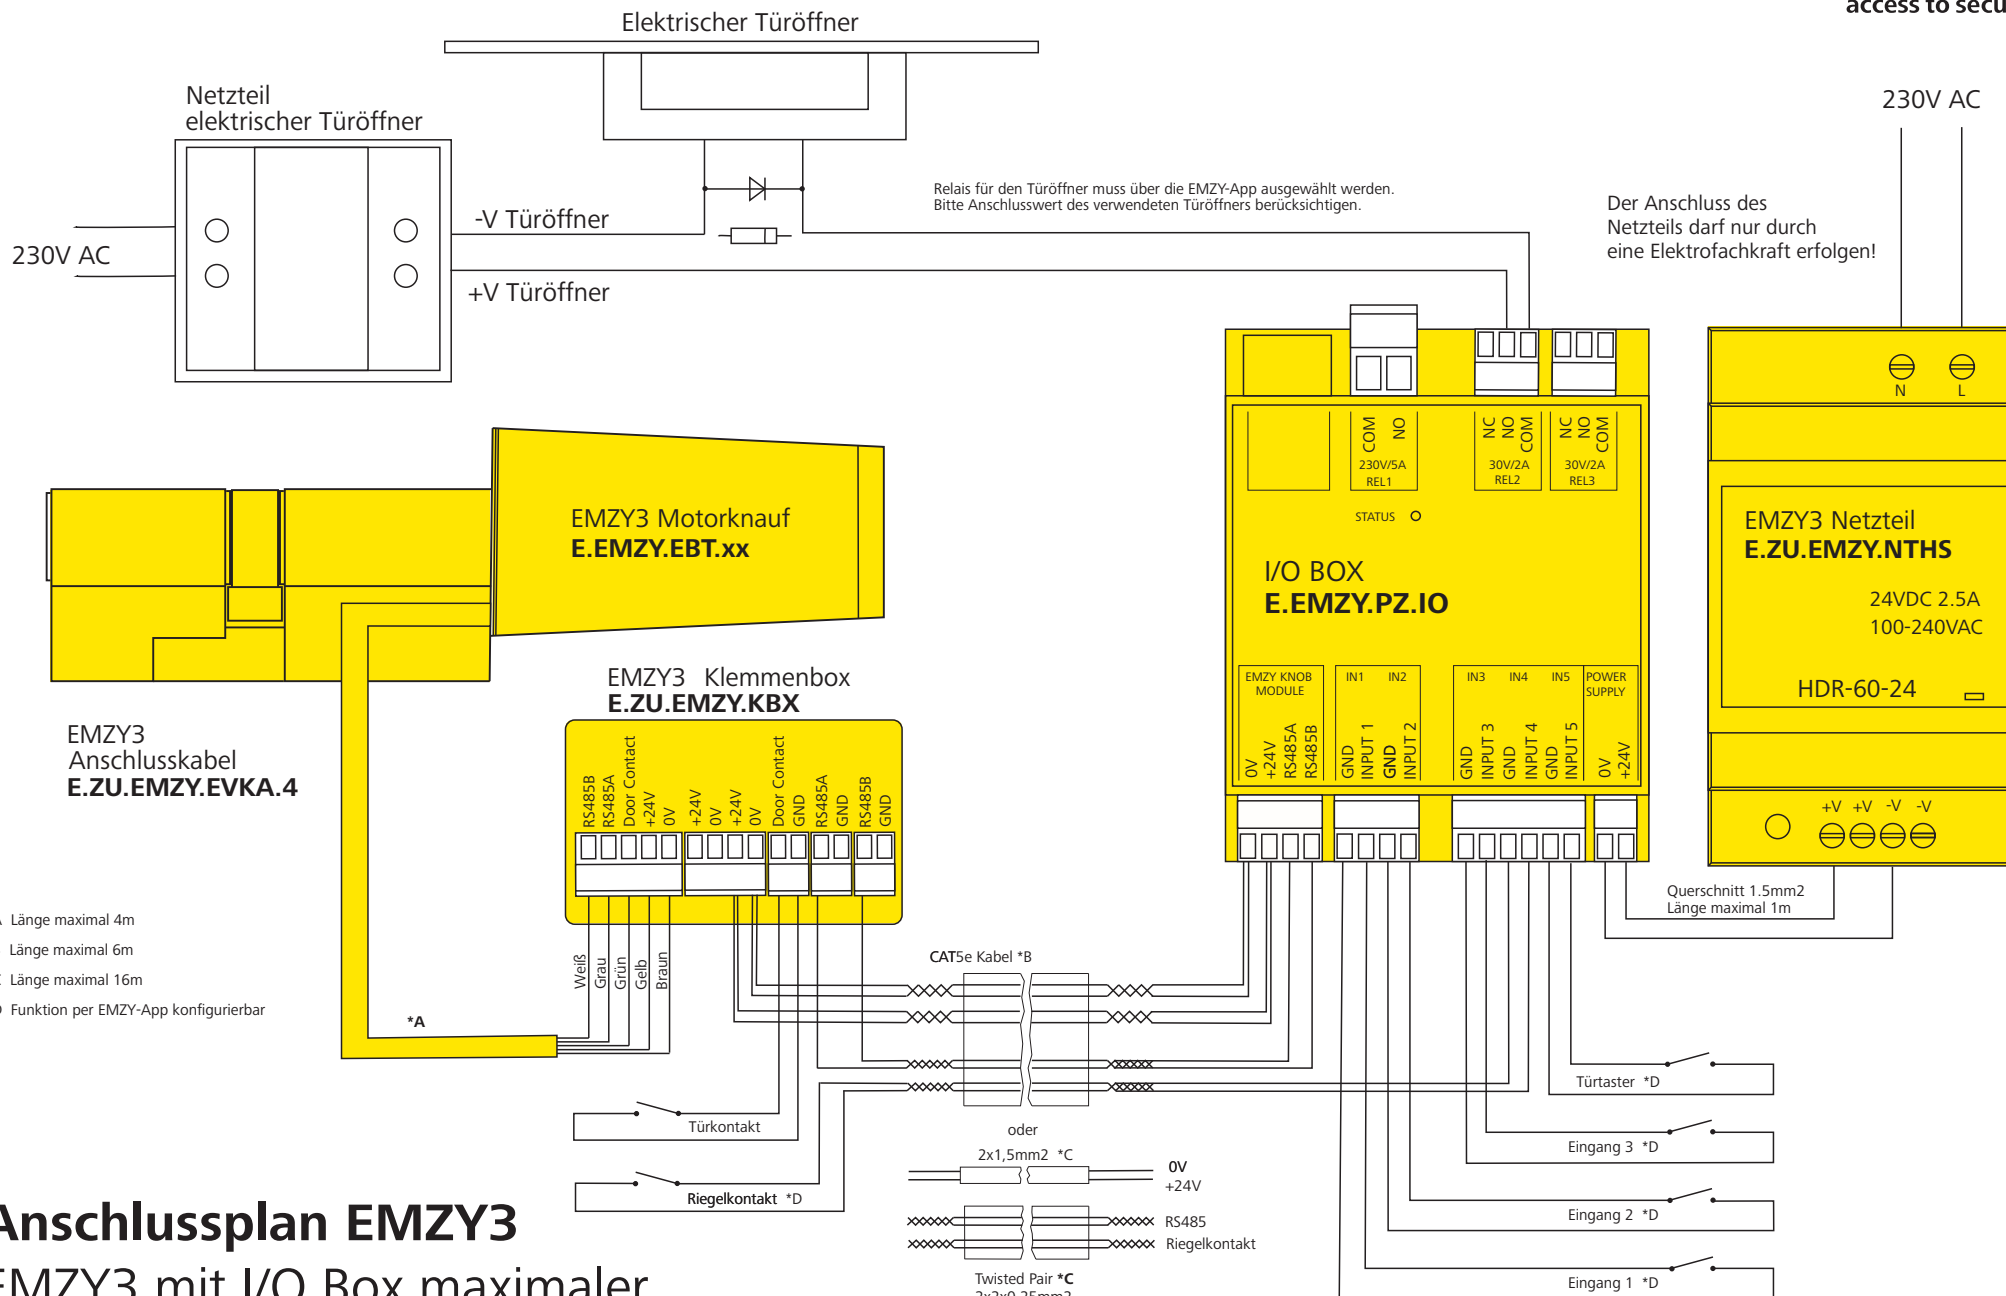 access to secu
Elektrischer Türöffner
Netzteil
elektrischer Türöffner
230V AC
-V Türöffner
+V Türöffner
230V AC
Relais für den Türöffner muss über die EMZY-App ausgewählt werden.
Bitte Anschlusswert des verwendeten Türöffners berücksichtigen.
Der Anschluss des
Netzteils darf nur durch
eine Elektrofachkraft erfolgen!
N L
COM NO
230V/5A
REL1
NC NO COM
30V/2A
REL2
NC NO COM
30V/2A
REL3
STATUS
I/O BOX
E.EMZY.PZ.IO
EMZY KNOB
MODULE
IN1 IN2
IN3 IN4 IN5
POWER
SUPPLY
0V +24V RS485A RS485B
GND INPUT 1 GND INPUT 2
GND INPUT 3 GND INPUT 4 GND INPUT 5
0V +24V
EMZY3 Netzteil
E.ZU.EMZY.NTHS
24VDC 2.5A
100-240VAC
HDR-60-24
+V +V -V -V
Querschnitt 1.5mm2
Länge maximal 1m
EMZY3 Motorknauf
E.EMZY.EBT.xx
EMZY3 Klemmenbox
E.ZU.EMZY.KBX
RS485B RS485A Door Contact +24V 0V
+24V 0V +24V 0V
Door Contact GND
RS485A GND
RS485B GND
Weiß Grau Grün Gelb Braun
EMZY3
Anschlusskabel
E.ZU.EMZY.EVKA.4
Länge maximal 4m
Länge maximal 6m
Länge maximal 16m
Funktion per EMZY-App konfigurierbar
*A
CAT5e Kabel *B
oder
2x1,5mm2 *C
0V
+24V
RS485
Riegelkontakt
Twisted Pair *C
Türkontakt
Riegelkontakt *D
Türtaster *D
Eingang 3 *D
Eingang 2 *D
Eingang 1 *D
Anschlussplan EMZY3
EMZY3 mit I/O Box maximaler